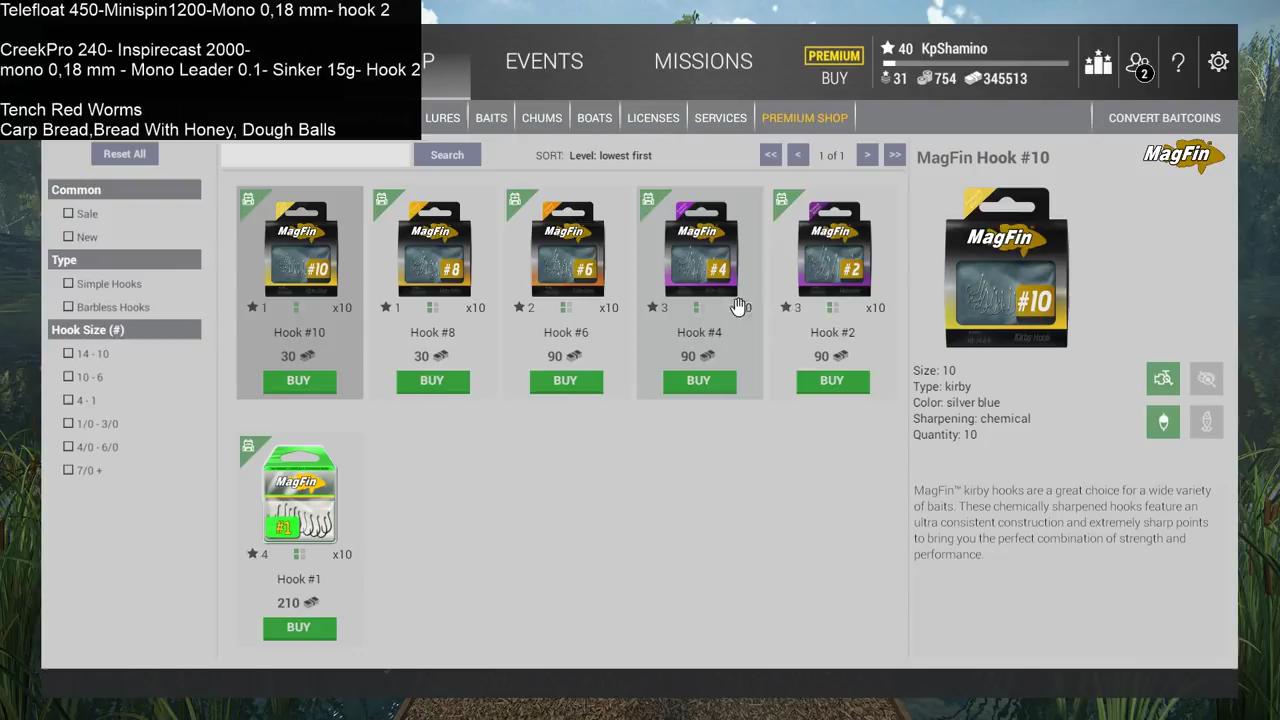 Telefloat 450-Minispin1200-Mono 0,18 mm- hook 2
CreekPro 240- Inspirecast 2000-
mono 0,18 mm - Mono Leader 0.1- Sinker 15g- Hook 2
Tench Red Worms
Carp Bread,Bread With Honey, Dough Balls
P EVENTS MISSIONS
PREMIUM
BUY
40 KpShamino
31 754 345513
2
?
LURES BAITS CHUMS BOATS LICENSES SERVICES PREMIUM SHOP CONVERT BAITCOINS
Reset All
Search
SORT: Level: lowest first
<< < 1 of 1 > >>
Common
Sale
New
Type
Simple Hooks
Barbless Hooks
Hook Size (#)
14 - 10
10 - 6
4 - 1
1/0 - 3/0
4/0 - 6/0
7/0 +
MagFin #10
1 x10
Hook #10
30
BUY
MagFin #8
1 x10
Hook #8
30
BUY
MagFin #6
2 x10
Hook #6
90
BUY
MagFin #4
3 0
Hook #4
90
BUY
MagFin #2
3 x10
Hook #2
90
BUY
MagFin #1
4 x10
Hook #1
210
BUY
MagFin Hook #10
MagFin
MagFin
#10
Kirby Hook
Size: 10
Type: kirby
Color: silver blue
Sharpening: chemical
Quantity: 10
MagFin™ kirby hooks are a great choice for a wide variety
of baits. These chemically sharpened hooks feature an
ultra consistent construction and extremely sharp points
to bring you the perfect combination of strength and
performance.